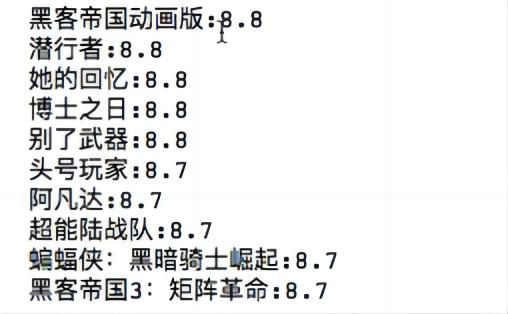 黑客帝国动画版:8.8
潜行者:8.8
她的回忆:8.8
博士之日:8.8
别了武器:8.8
头号玩家:8.7
阿凡达:8.7
超能陆战队:8.7
蝙蝠侠：黑暗骑士崛起:8.7
黑客帝国3：矩阵革命:8.7